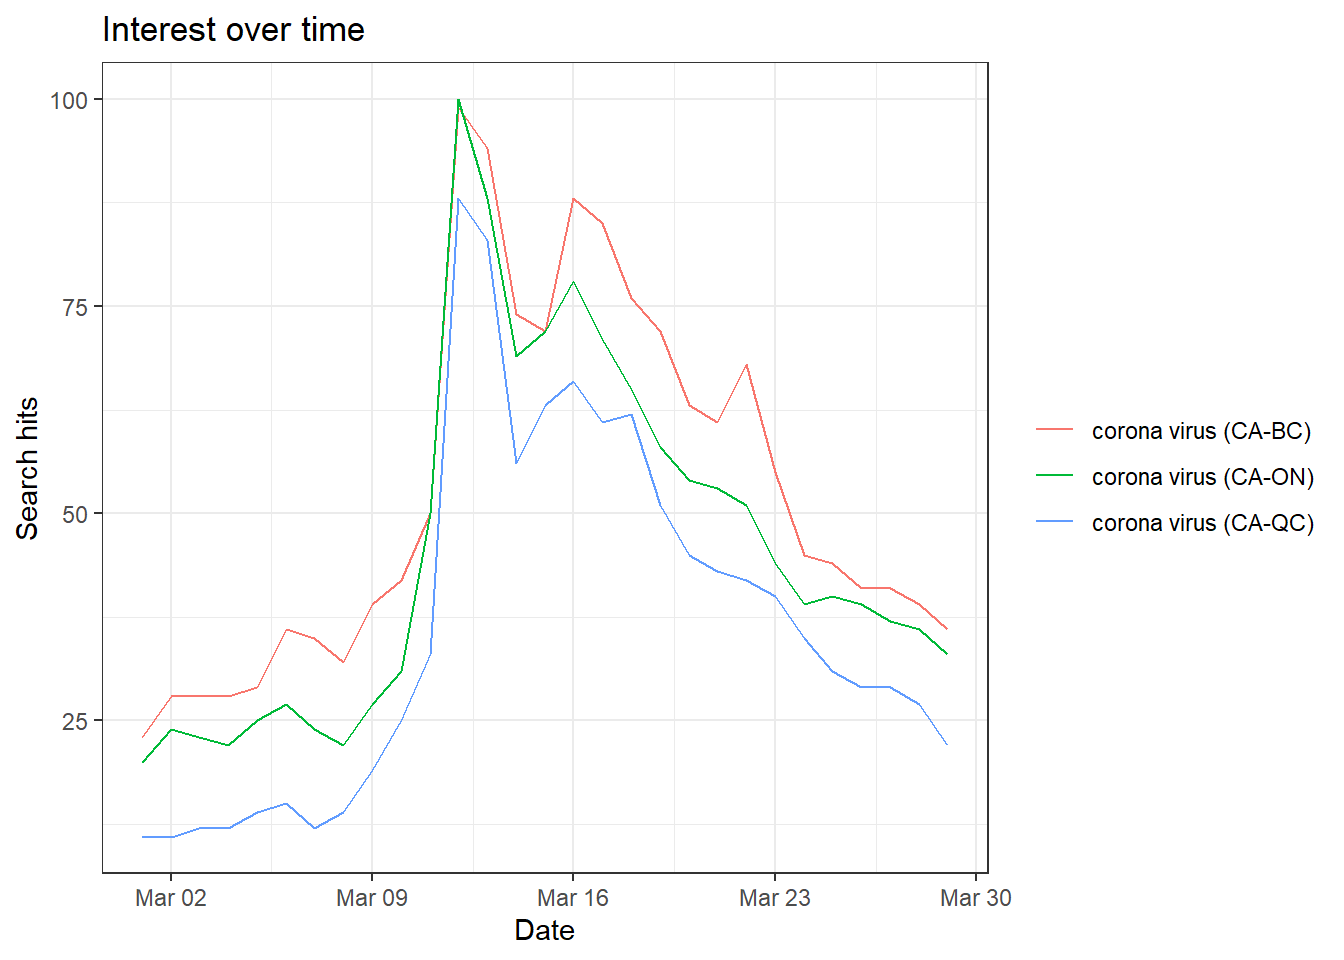 Interest over time
100
75
50
25
Search hits
Mar 02
Mar 09
Mar 16
Mar 23
Mar 30
Date
corona virus (CA-BC)
corona virus (CA-ON)
corona virus (CA-QC)